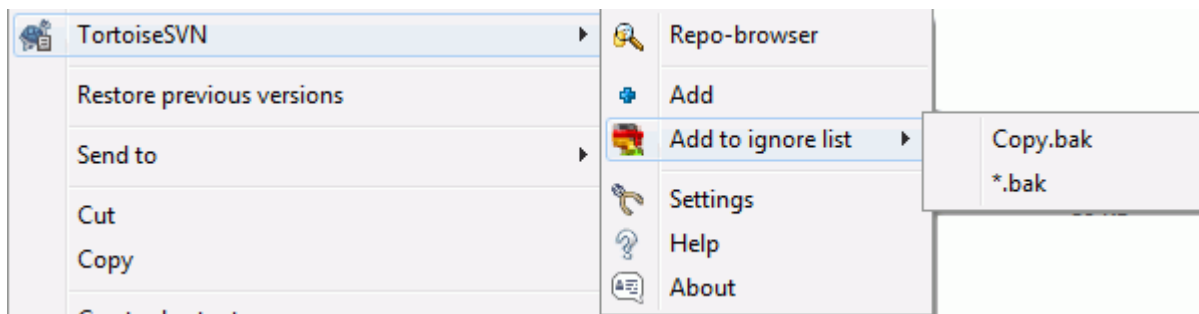 TortoiseSVN
Restore previous versions
Send to
Cut
Copy
Repo-browser
Add
Add to ignore list
Settings
Help
About
Copy.bak
*.bak